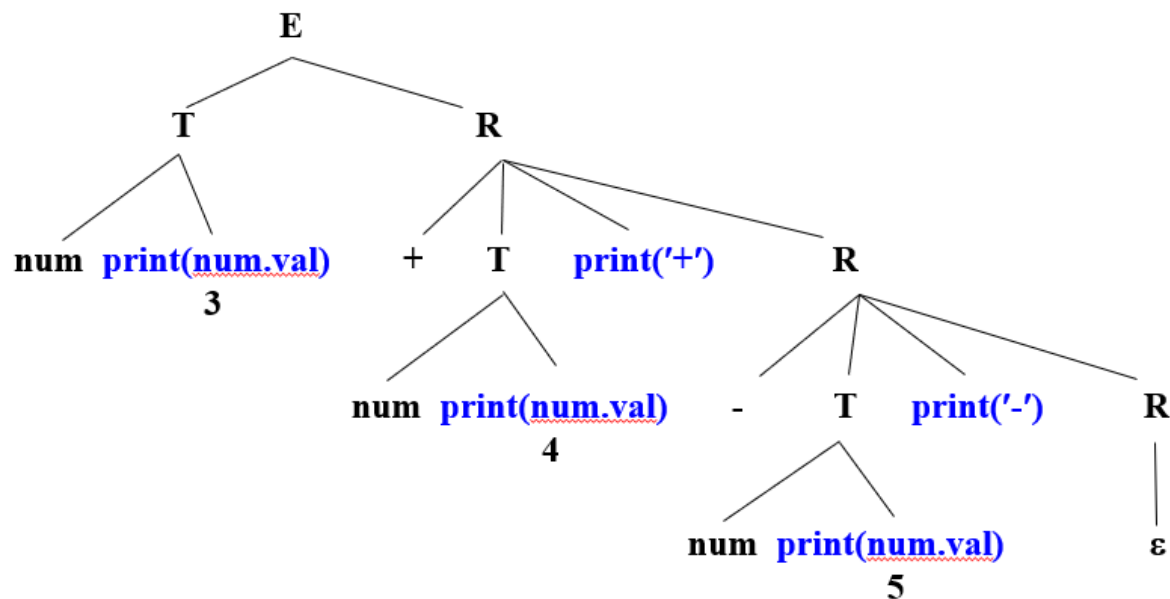 E
T R
num print(num.val) + T print('+') R
3
num print(num.val) - T print('-') R
4
num print(num.val) ε
5